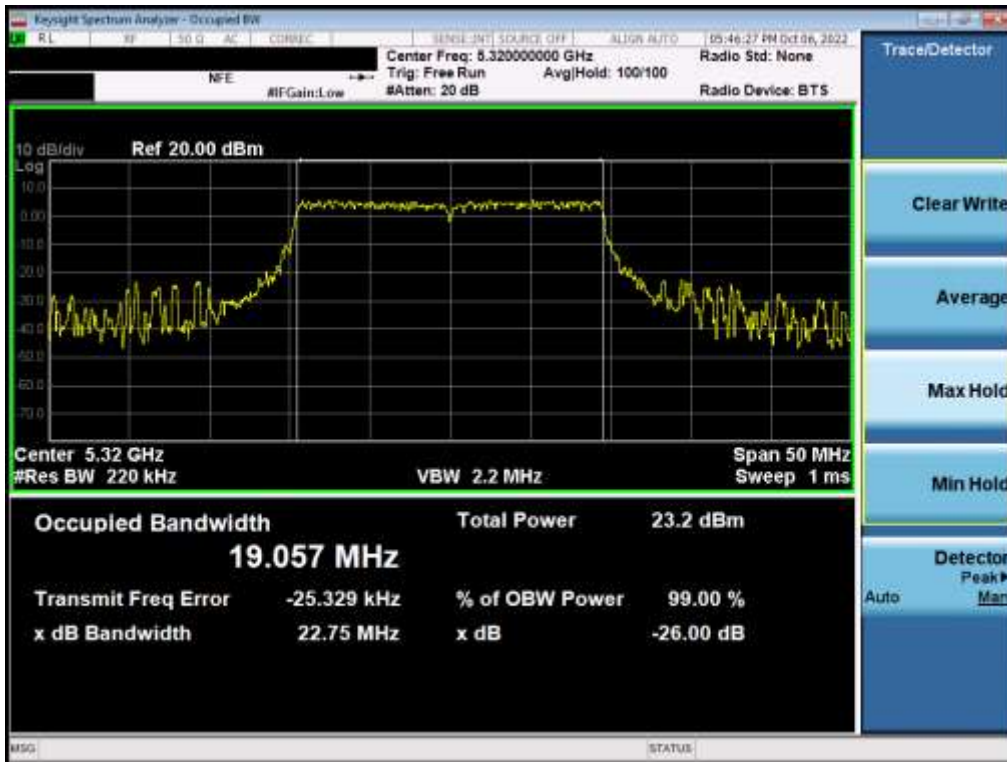 Keysight Spectrum Analyzer - Occupied BW
RL RF 50 Ω AC CORREC SENSE:INT SOURCE OFF ALIGN AUTO 05:46:27 PM Oct 06, 2022
Center Freq: 5.320000000 GHz Radio Std: None
NFE Trig: Free Run Avg|Hold: 100/100
#IFGain:Low #Atten: 20 dB Radio Device: BTS
Trace/Detector
10 dB/div Ref 20.00 dBm
Log
10.0
0.00
-10.0
-20.0
-30.0
-40.0
-50.0
-60.0
-70.0
Center 5.32 GHz Span 50 MHz
#Res BW 220 kHz VBW 2.2 MHz Sweep 1 ms
Occupied Bandwidth Total Power 23.2 dBm
19.057 MHz
Transmit Freq Error -25.329 kHz % of OBW Power 99.00 %
x dB Bandwidth 22.75 MHz x dB -26.00 dB
Clear Write
Average
Max Hold
Min Hold
Detector
Peak
Auto Man
MSG STATUS